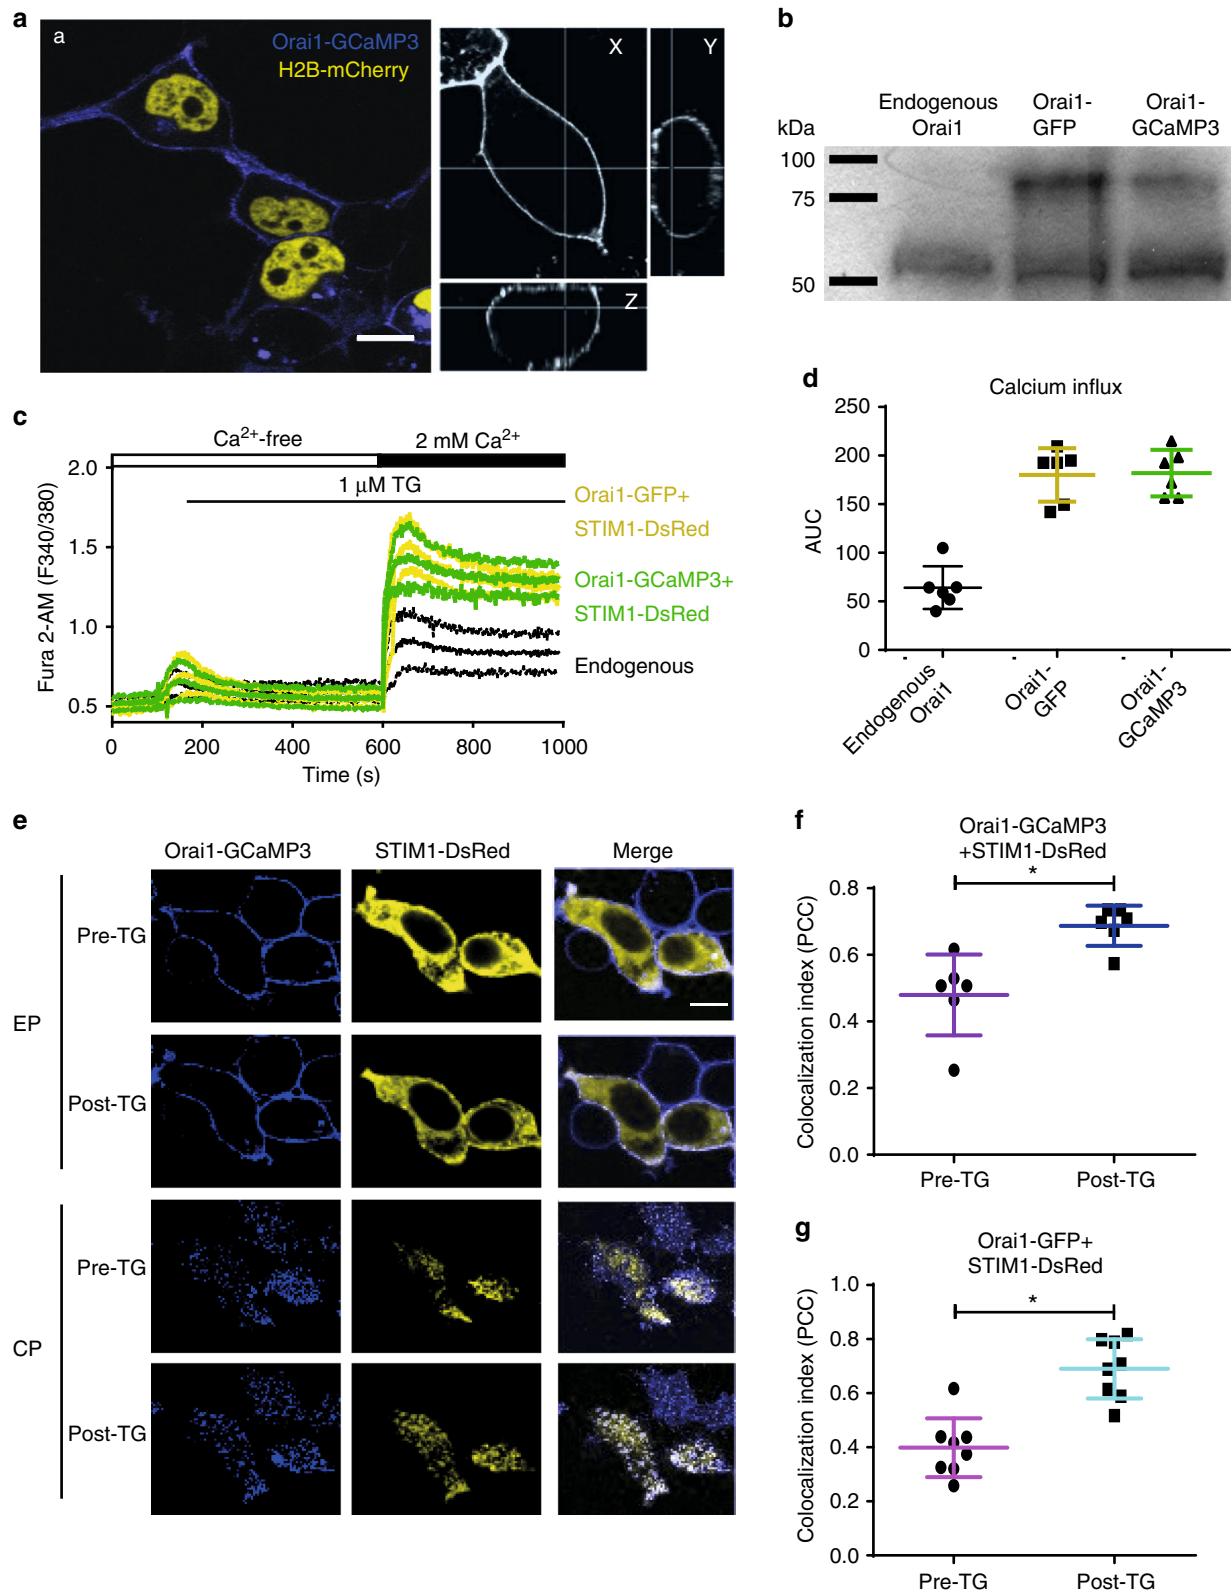 a
a
Orai1-GCaMP3
H2B-mCherry
X
Y
Z
b
kDa
Endogenous
Orai1
Orai1-
GFP
Orai1-
GCaMP3
100
75
50
c
Ca2+-free
2 mM Ca2+
1 μM TG
Fura 2-AM (F340/380)
2.0
1.5
1.0
0.5
0
200
400
600
800
1000
Time (s)
Orai1-GFP+
STIM1-DsRed
Orai1-GCaMP3+
STIM1-DsRed
Endogenous
d
Calcium influx
AUC
250
200
150
100
50
0
Endogenous
Orai1
Orai1-
GFP
Orai1-
GCaMP3
e
Orai1-GCaMP3
STIM1-DsRed
Merge
EP
Pre-TG
Post-TG
CP
Pre-TG
Post-TG
f
Orai1-GCaMP3
+STIM1-DsRed
*
Colocalization index (PCC)
0.8
0.6
0.4
0.2
0.0
Pre-TG
Post-TG
g
Orai1-GFP+
STIM1-DsRed
*
Colocalization index (PCC)
1.0
0.8
0.6
0.4
0.2
0.0
Pre-TG
Post-TG